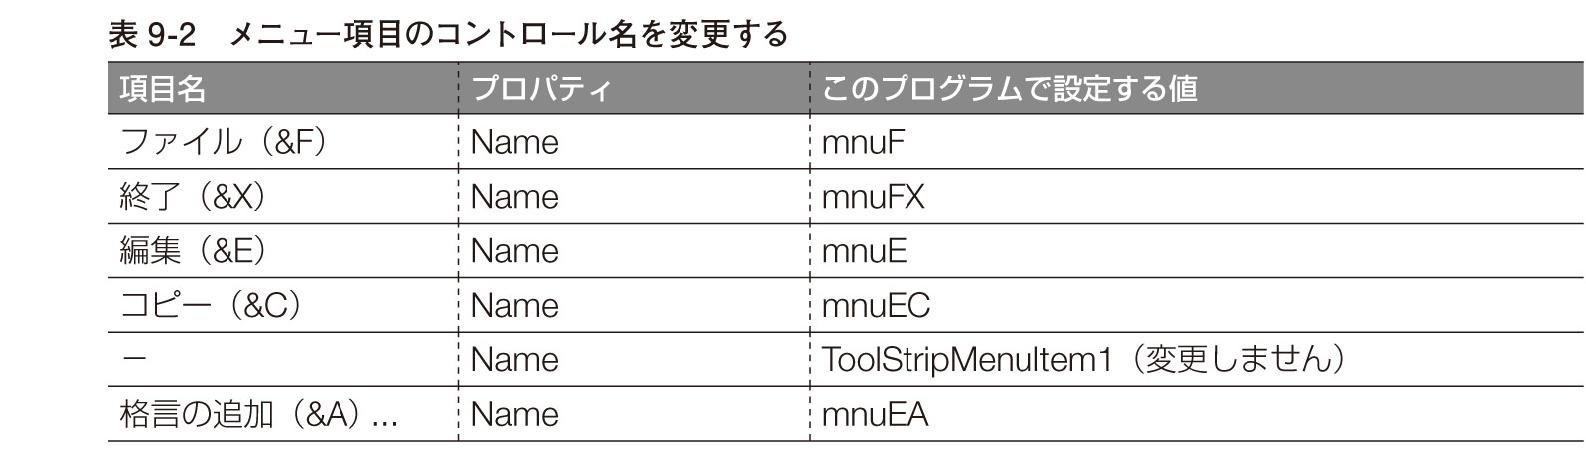 表 9-2　メニュー項目のコントロール名を変更する
項目名 プロパティ このプログラムで設定する値
ファイル（&F） Name mnuF
終了（&X） Name mnuFX
編集（&E） Name mnuE
コピー（&C） Name mnuEC
－ Name ToolStripMenuItem1（変更しません）
格言の追加（&A）... Name mnuEA